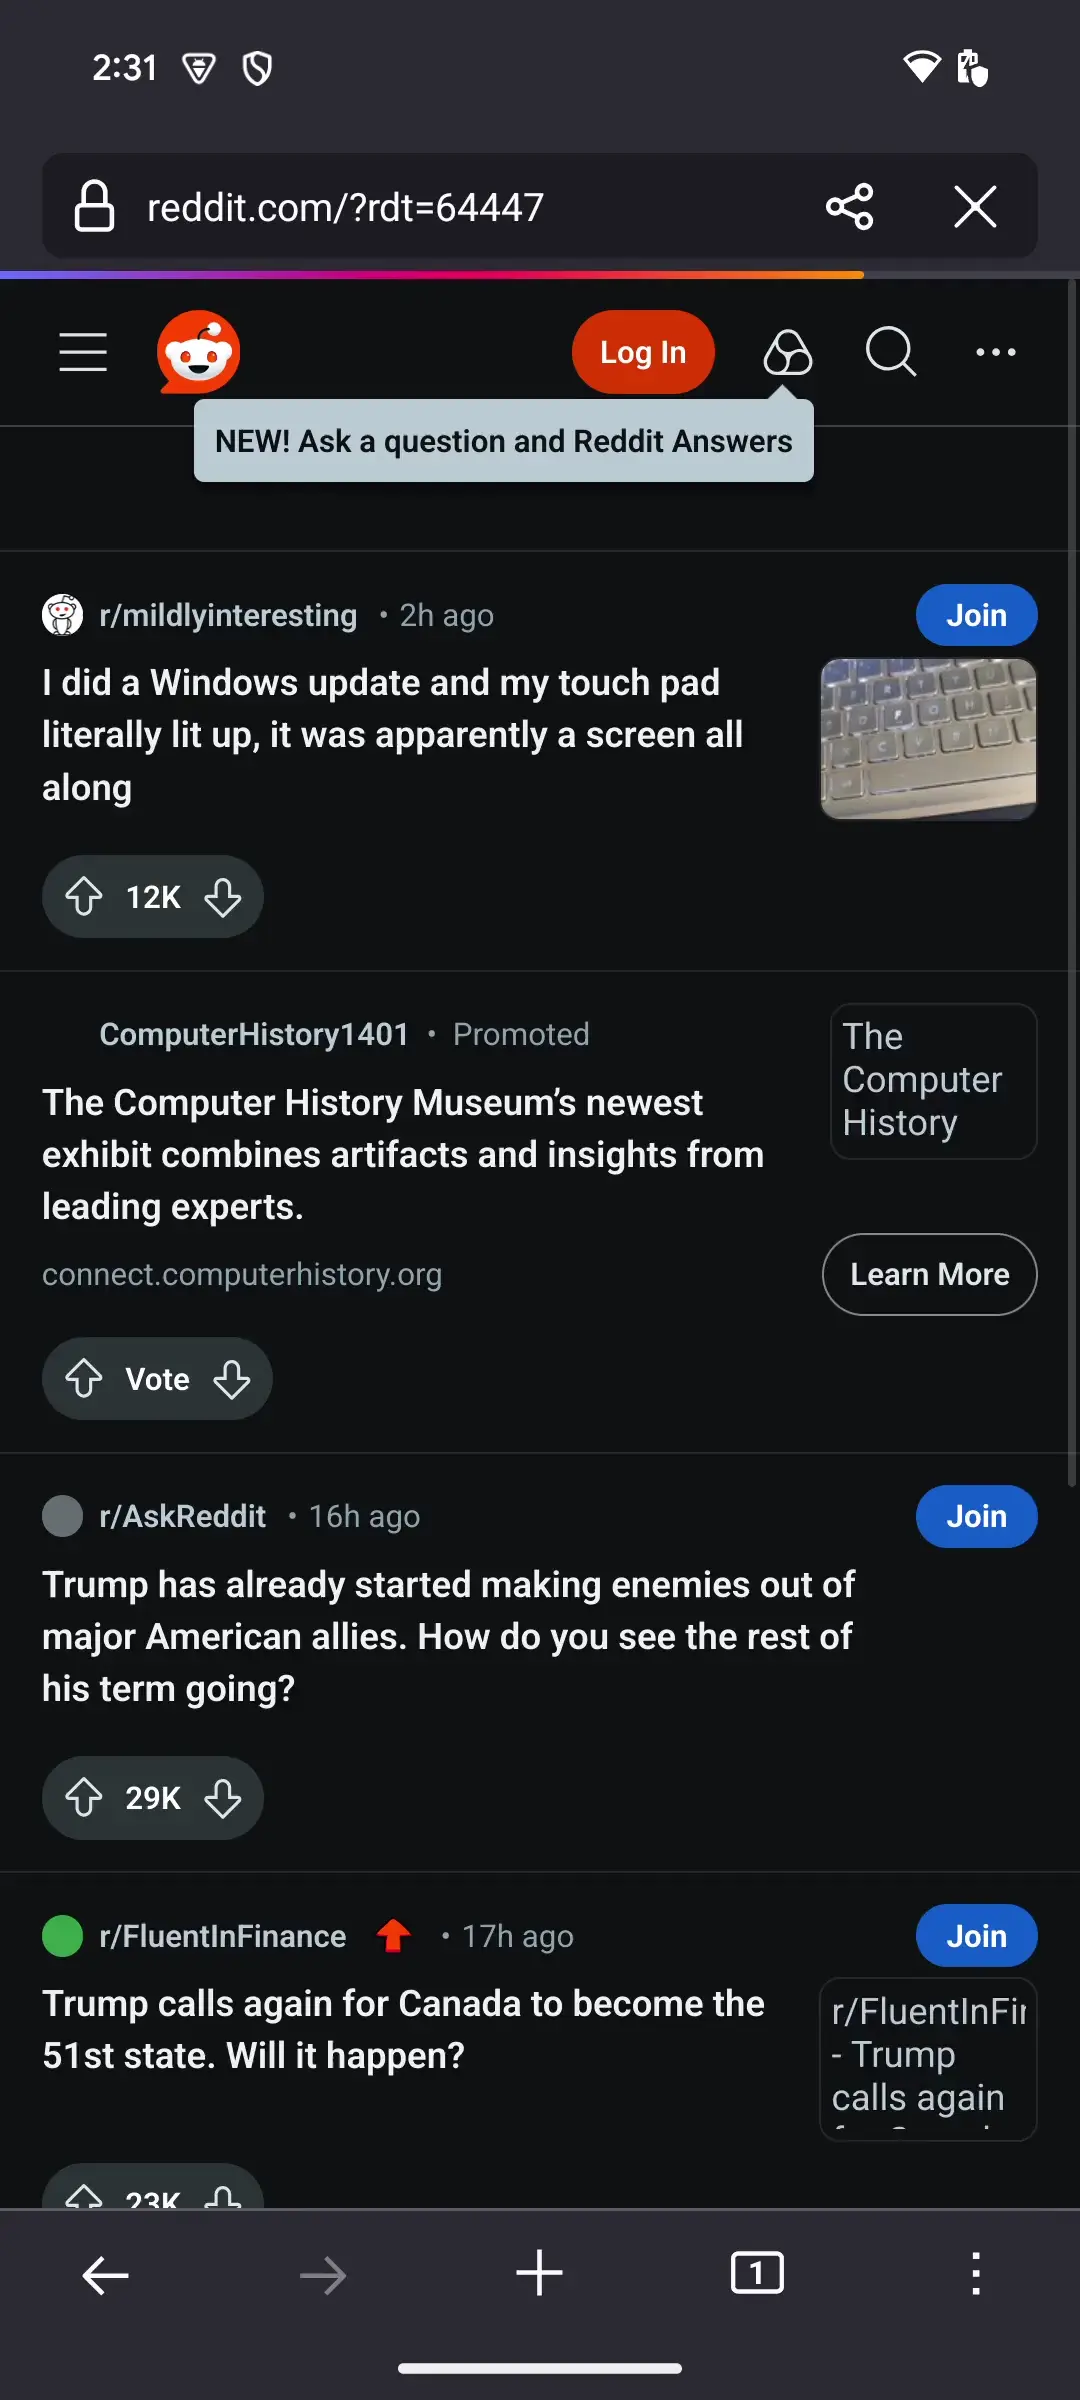 2:31
reddit.com/?rdt=64447
Log In
NEW! Ask a question and Reddit Answers
r/mildlyinteresting • 2h ago
Join
I did a Windows update and my touch pad
literally lit up, it was apparently a screen all
along
12K
ComputerHistory1401 • Promoted
The Computer History Museum’s newest
exhibit combines artifacts and insights from
leading experts.
The
Computer
History
connect.computerhistory.org
Learn More
Vote
r/AskReddit • 16h ago
Join
Trump has already started making enemies out of
major American allies. How do you see the rest of
his term going?
29K
r/FluentInFinance • 17h ago
Join
Trump calls again for Canada to become the
51st state. Will it happen?
r/FluentInFin
- Trump
calls again
23K
1